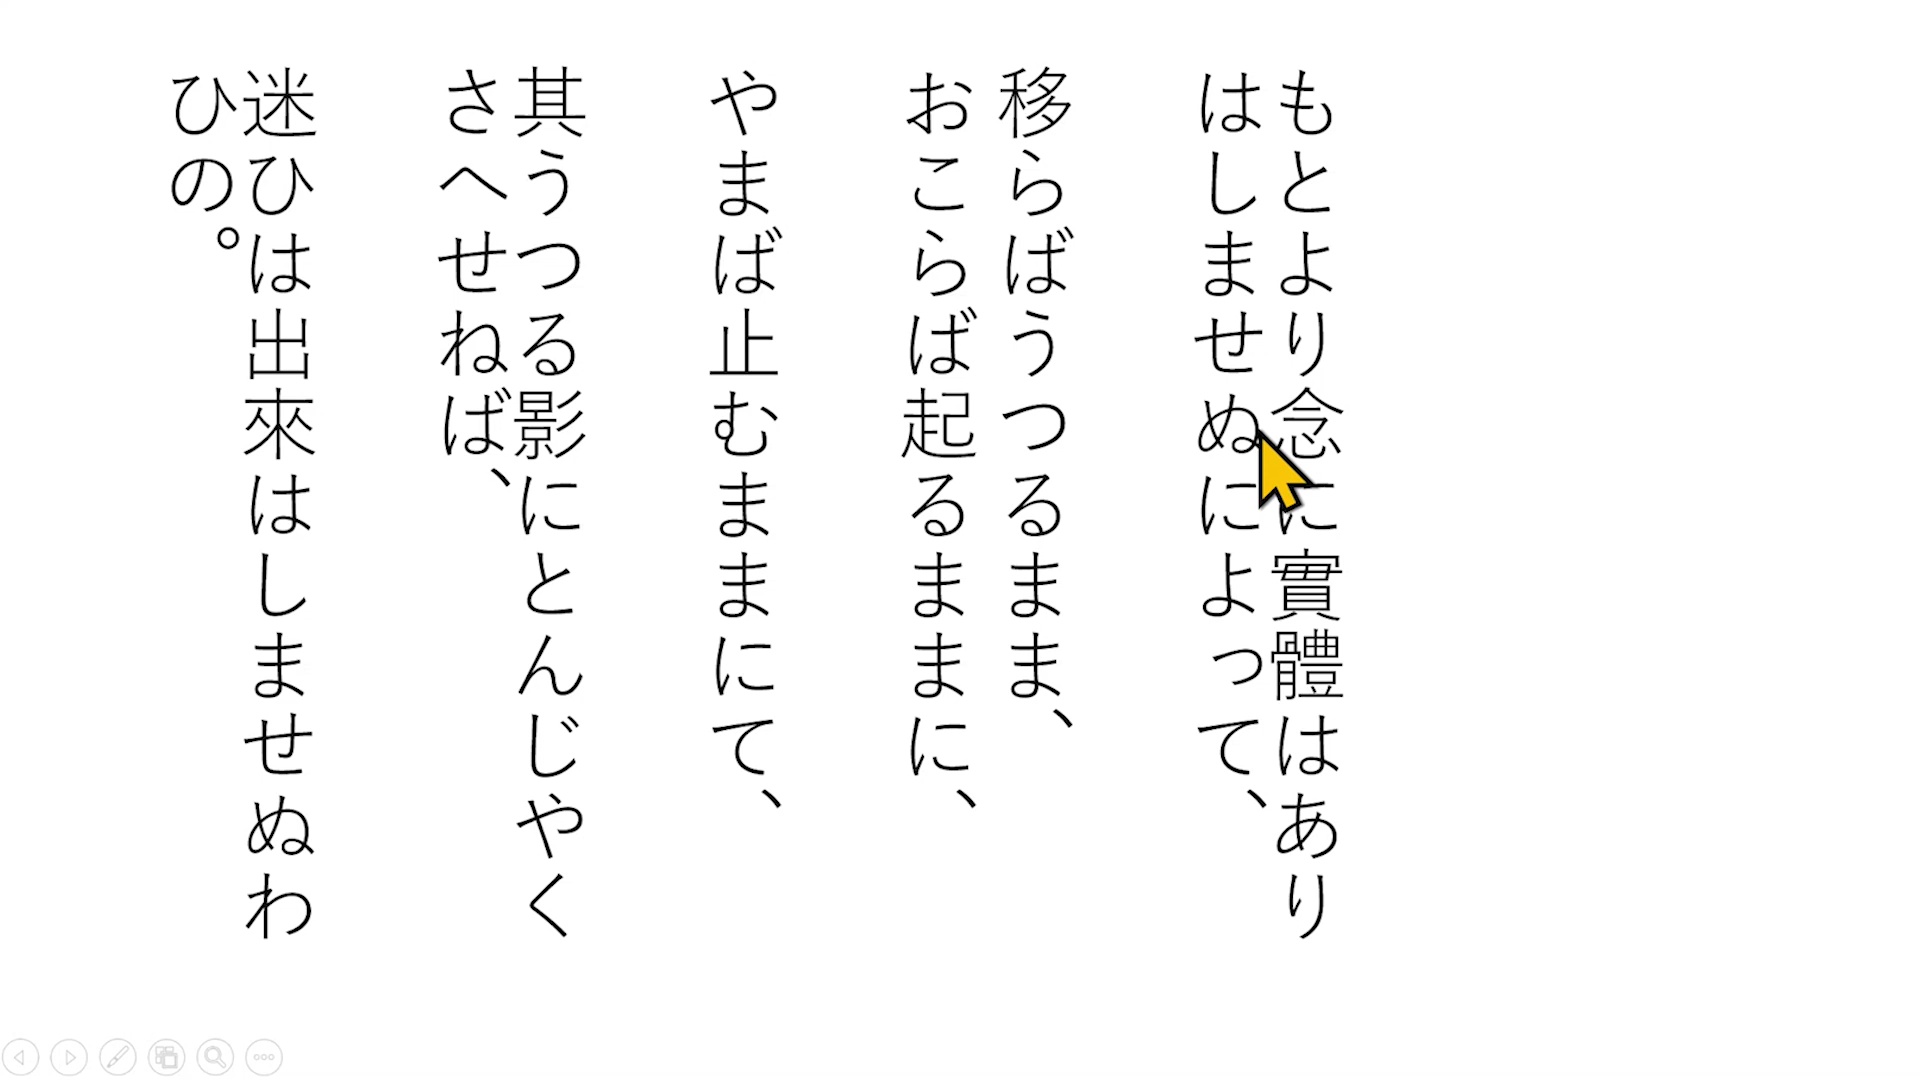 もとより念に實體はあり
はしませぬによって、
移らばうつるまま、
おこらば起るままに、
やまば止むままにて、
其うつる影にとんじやく
さへせねば、
迷ひは出來はしませぬわ
ひの。